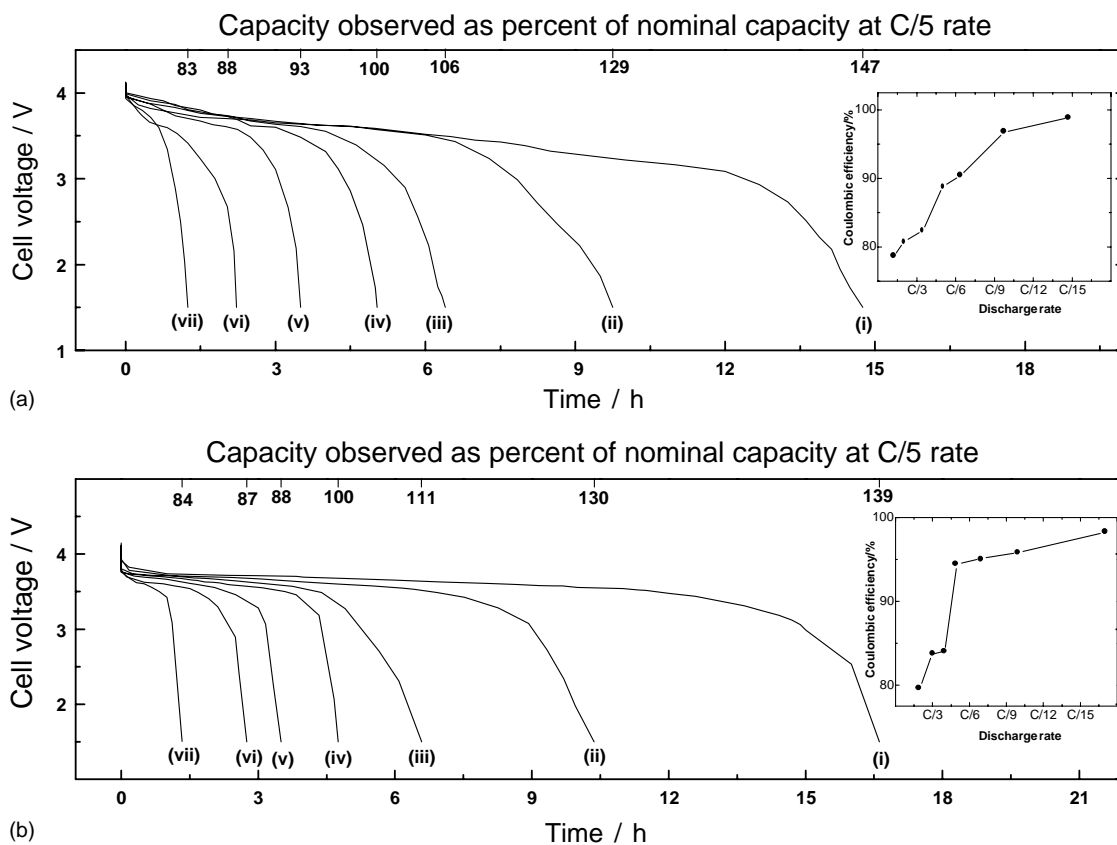 Capacity observed as percent of nominal capacity at C/5 rate
83 88 93 100 106 129 147
Cell voltage / V
4
3
2
1
(vii) (vi) (v) (iv) (iii) (ii) (i)
0 3 6 9 12 15 18
Time / h
(a)
Coulombic efficiency/%
100
90
80
C/3 C/6 C/9 C/12 C/15
Discharge rate
Capacity observed as percent of nominal capacity at C/5 rate
84 87 88 100 111 130 139
Cell voltage / V
4
3
2
(vii) (vi) (v) (iv) (iii) (ii) (i)
0 3 6 9 12 15 18 21
Time / h
(b)
Coulombic efficiency/%
100
90
80
C/3 C/6 C/9 C/12 C/15
Discharge rate